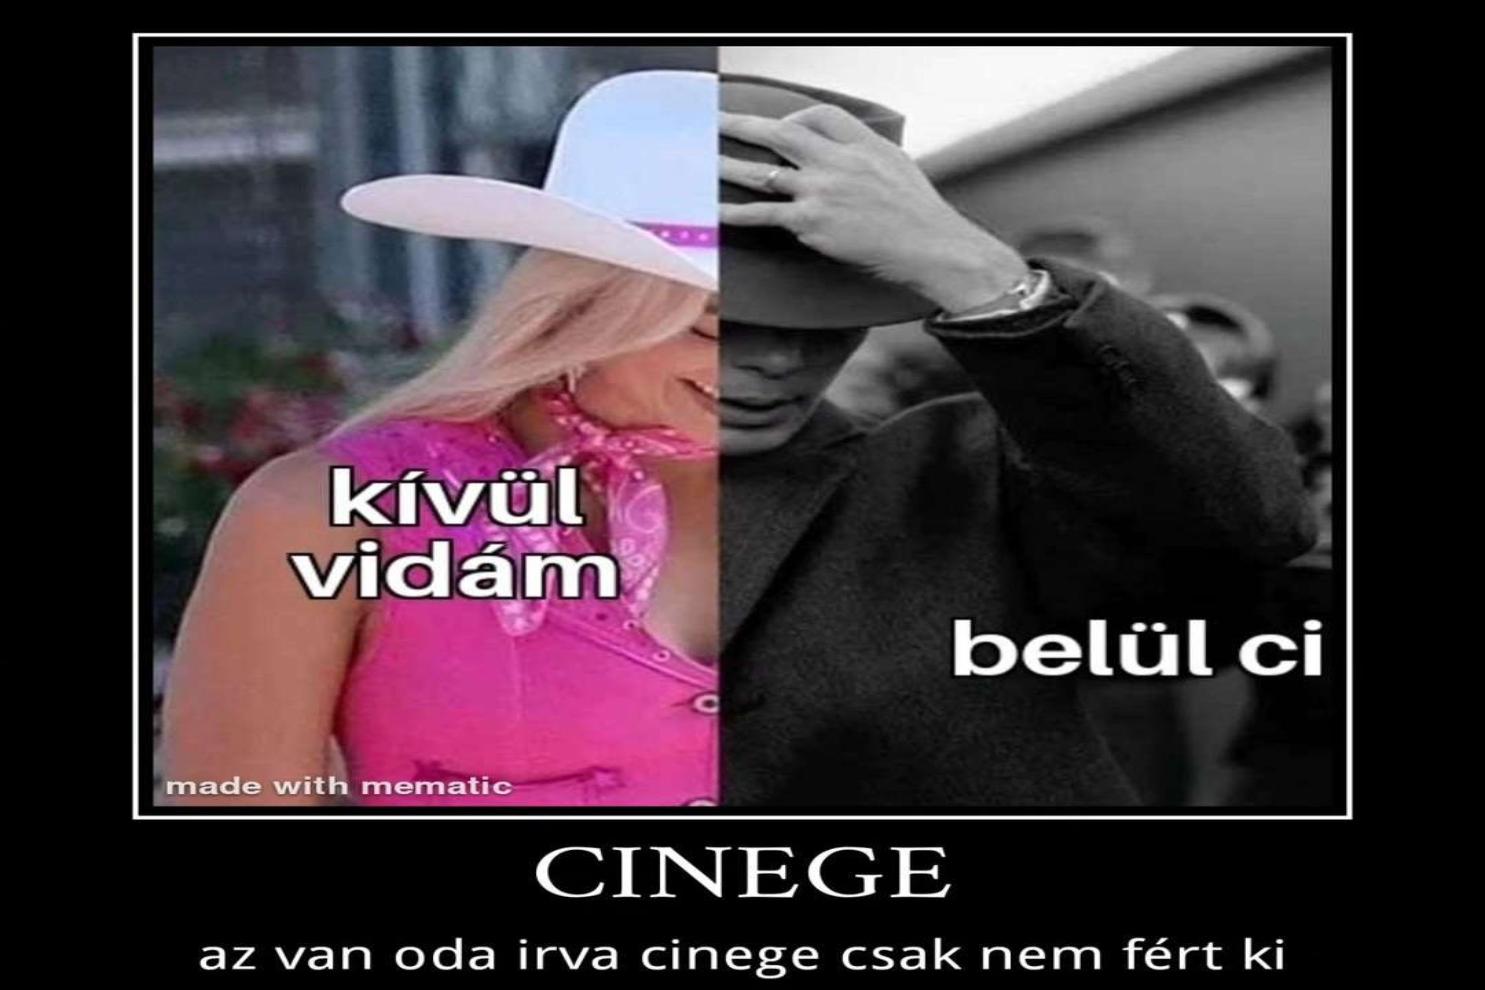 kívül
vidám
belül ci
made with mematic
CINEGE
az van oda irva cinege csak nem fért ki